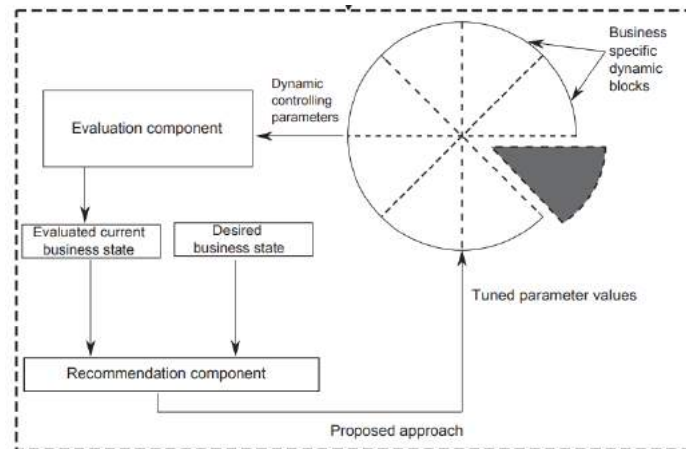 Business
specific
dynamic
blocks
Dynamic
controlling
parameters
Evaluation component
Evaluated current
business state
Desired
business state
Tuned parameter values
Recommendation component
Proposed approach